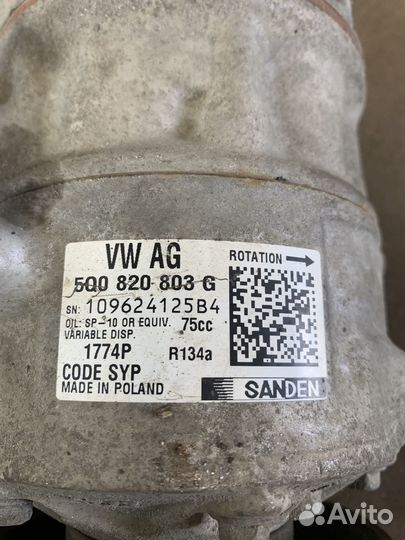 VW AG
ROTATION →
5Q0 820 803 G
SN: 109624125B4
OIL: SP-10 OR EQUIV. 75cc
VARIABLE DISP.
1774P R134a
CODE SYP
MADE IN POLAND
SANDEN
Avito